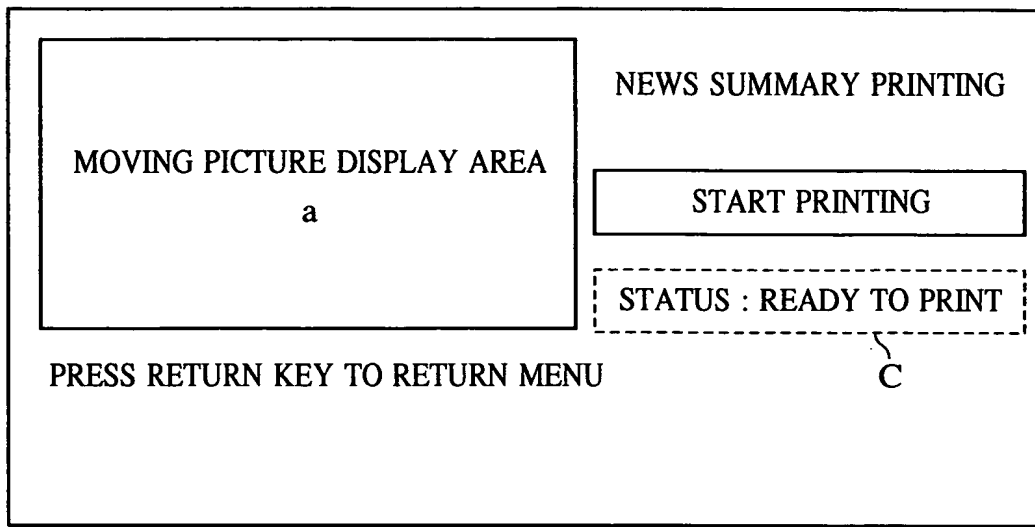 MOVING PICTURE DISPLAY AREA
a
NEWS SUMMARY PRINTING
START PRINTING
STATUS : READY TO PRINT
C
PRESS RETURN KEY TO RETURN MENU